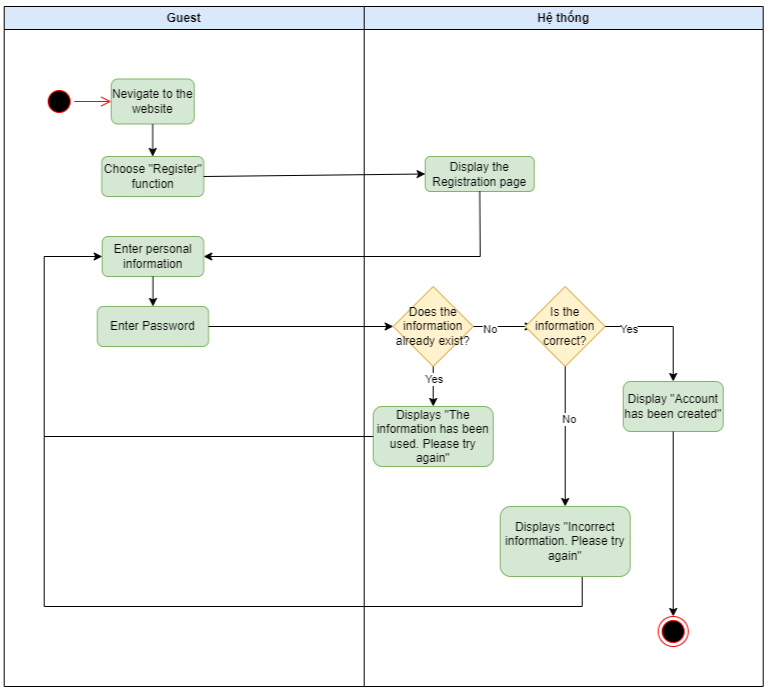 Guest
Hệ thống
Nevigate to the
website
Choose "Register"
function
Display the
Registration page
Enter personal
information
Enter Password
Does the
information
already exist?
No
Is the
information
correct?
Yes
Yes
Display "Account
has been created"
Displays "The
information has been
used. Please try
again"
No
Displays "Incorrect
information. Please try
again"